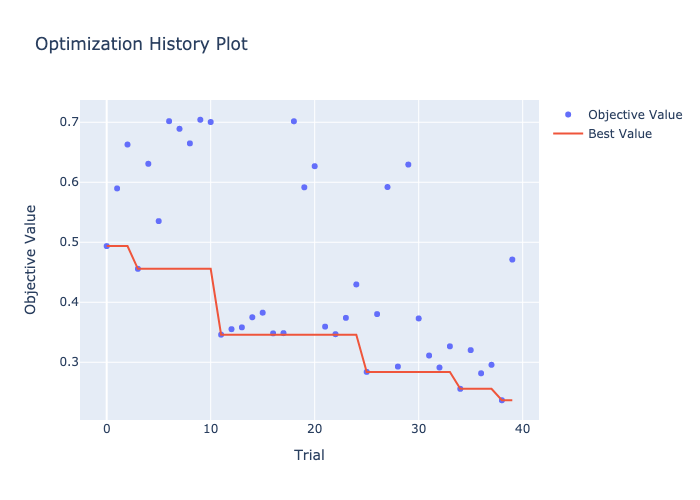 Optimization History Plot
Objective Value
Best Value
0.7
0.6
0.5
0.4
0.3
Objective Value
0
10
20
30
40
Trial